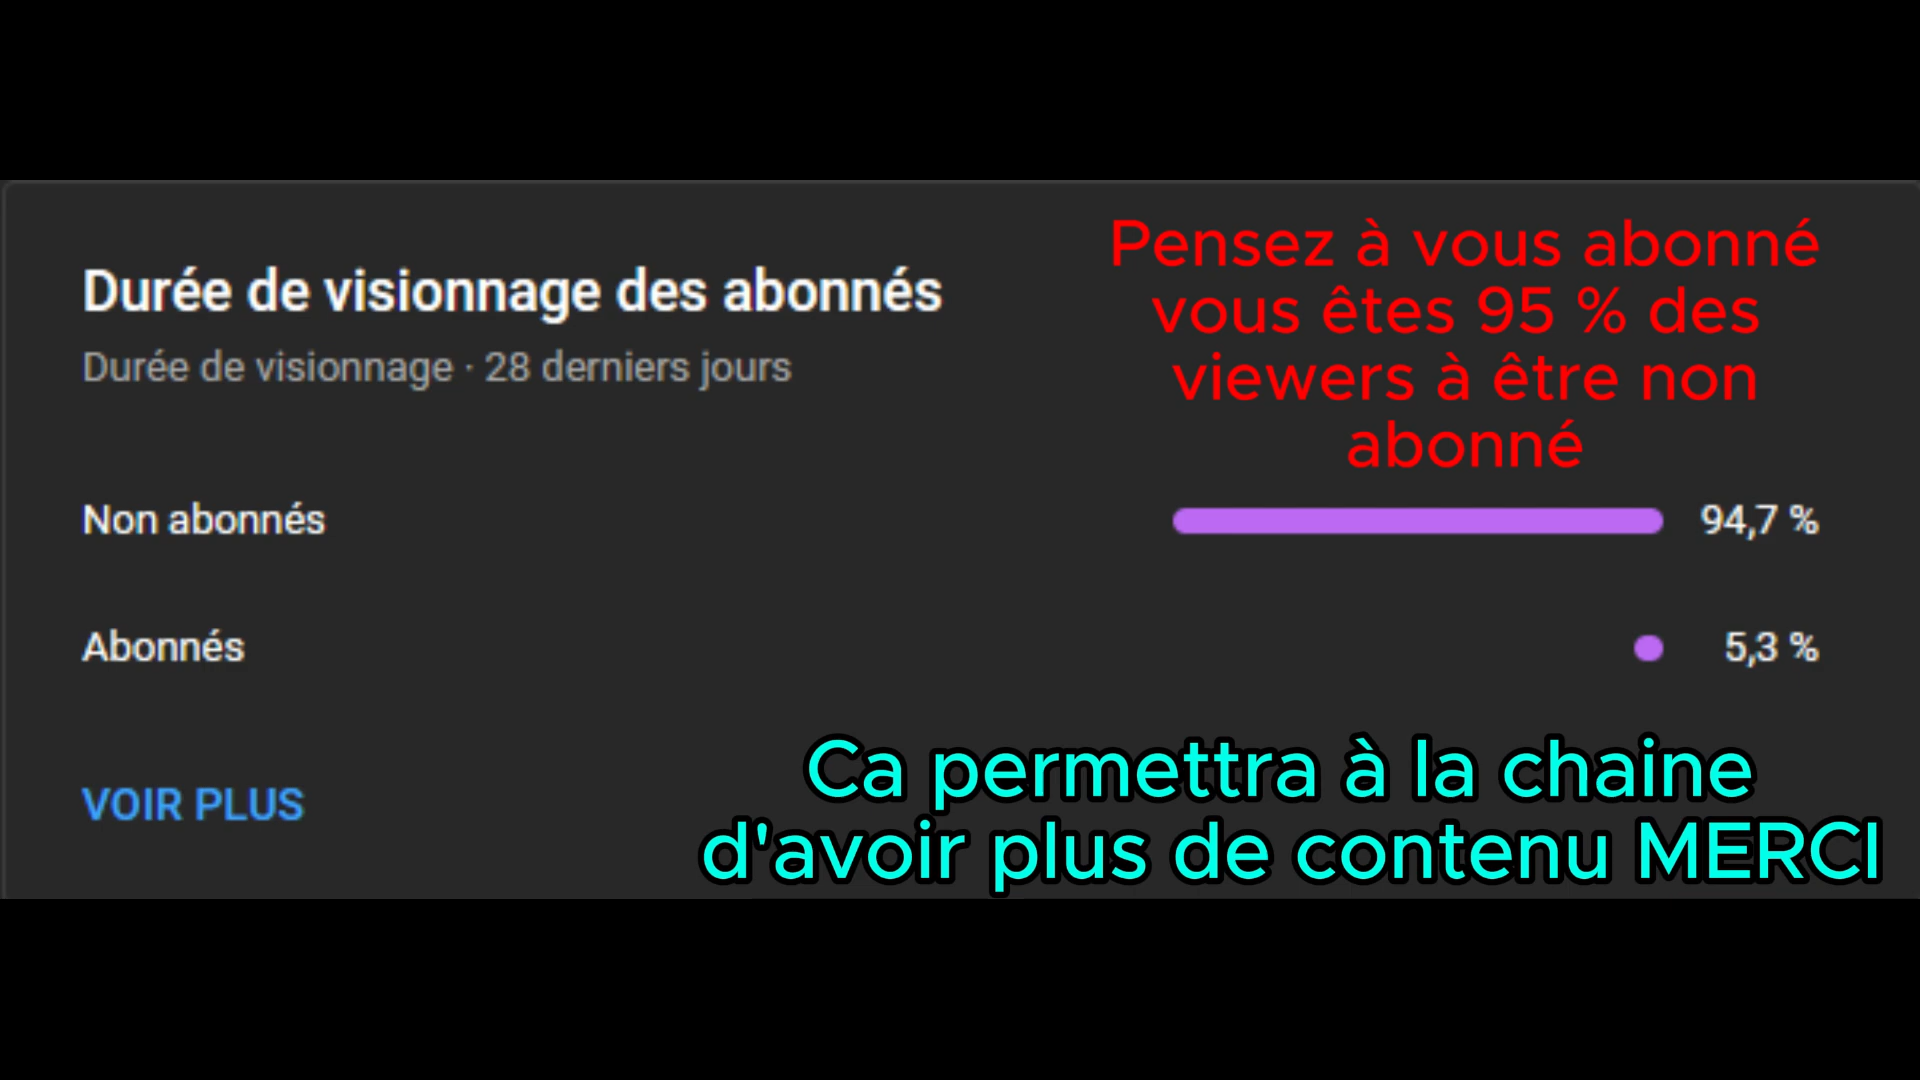 Pensez à vous abonné
vous êtes 95 % des
viewers à être non
abonné
Durée de visionnage des abonnés
Durée de visionnage · 28 derniers jours
Non abonnés 94,7 %
Abonnés 5,3 %
VOIR PLUS
Ca permettra à la chaine
d'avoir plus de contenu MERCI